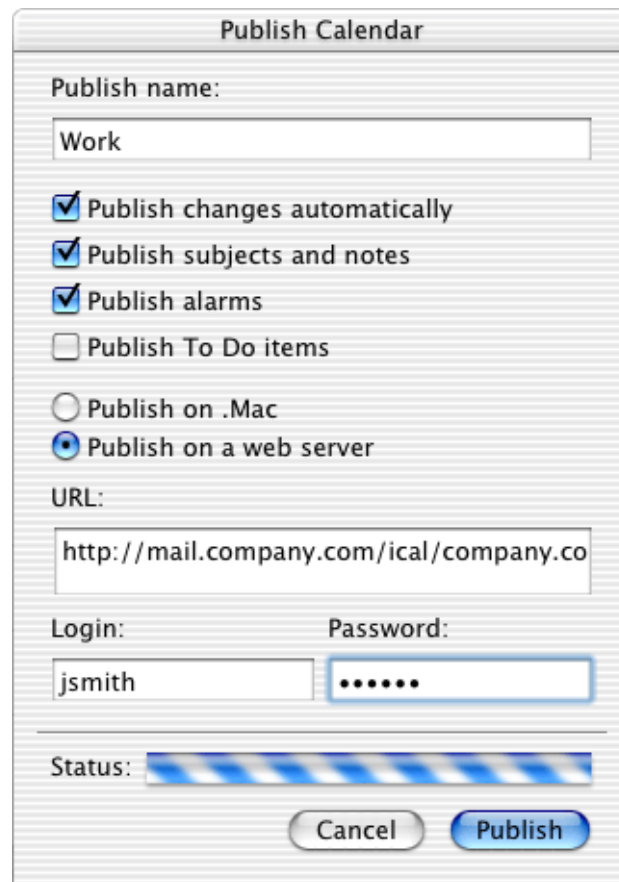 Publish Calendar
Publish name:
Work
Publish changes automatically
Publish subjects and notes
Publish alarms
Publish To Do items
Publish on .Mac
Publish on a web server
URL:
http://mail.company.com/ical/company.co
Login: Password:
jsmith ••••••
Status:
Cancel Publish